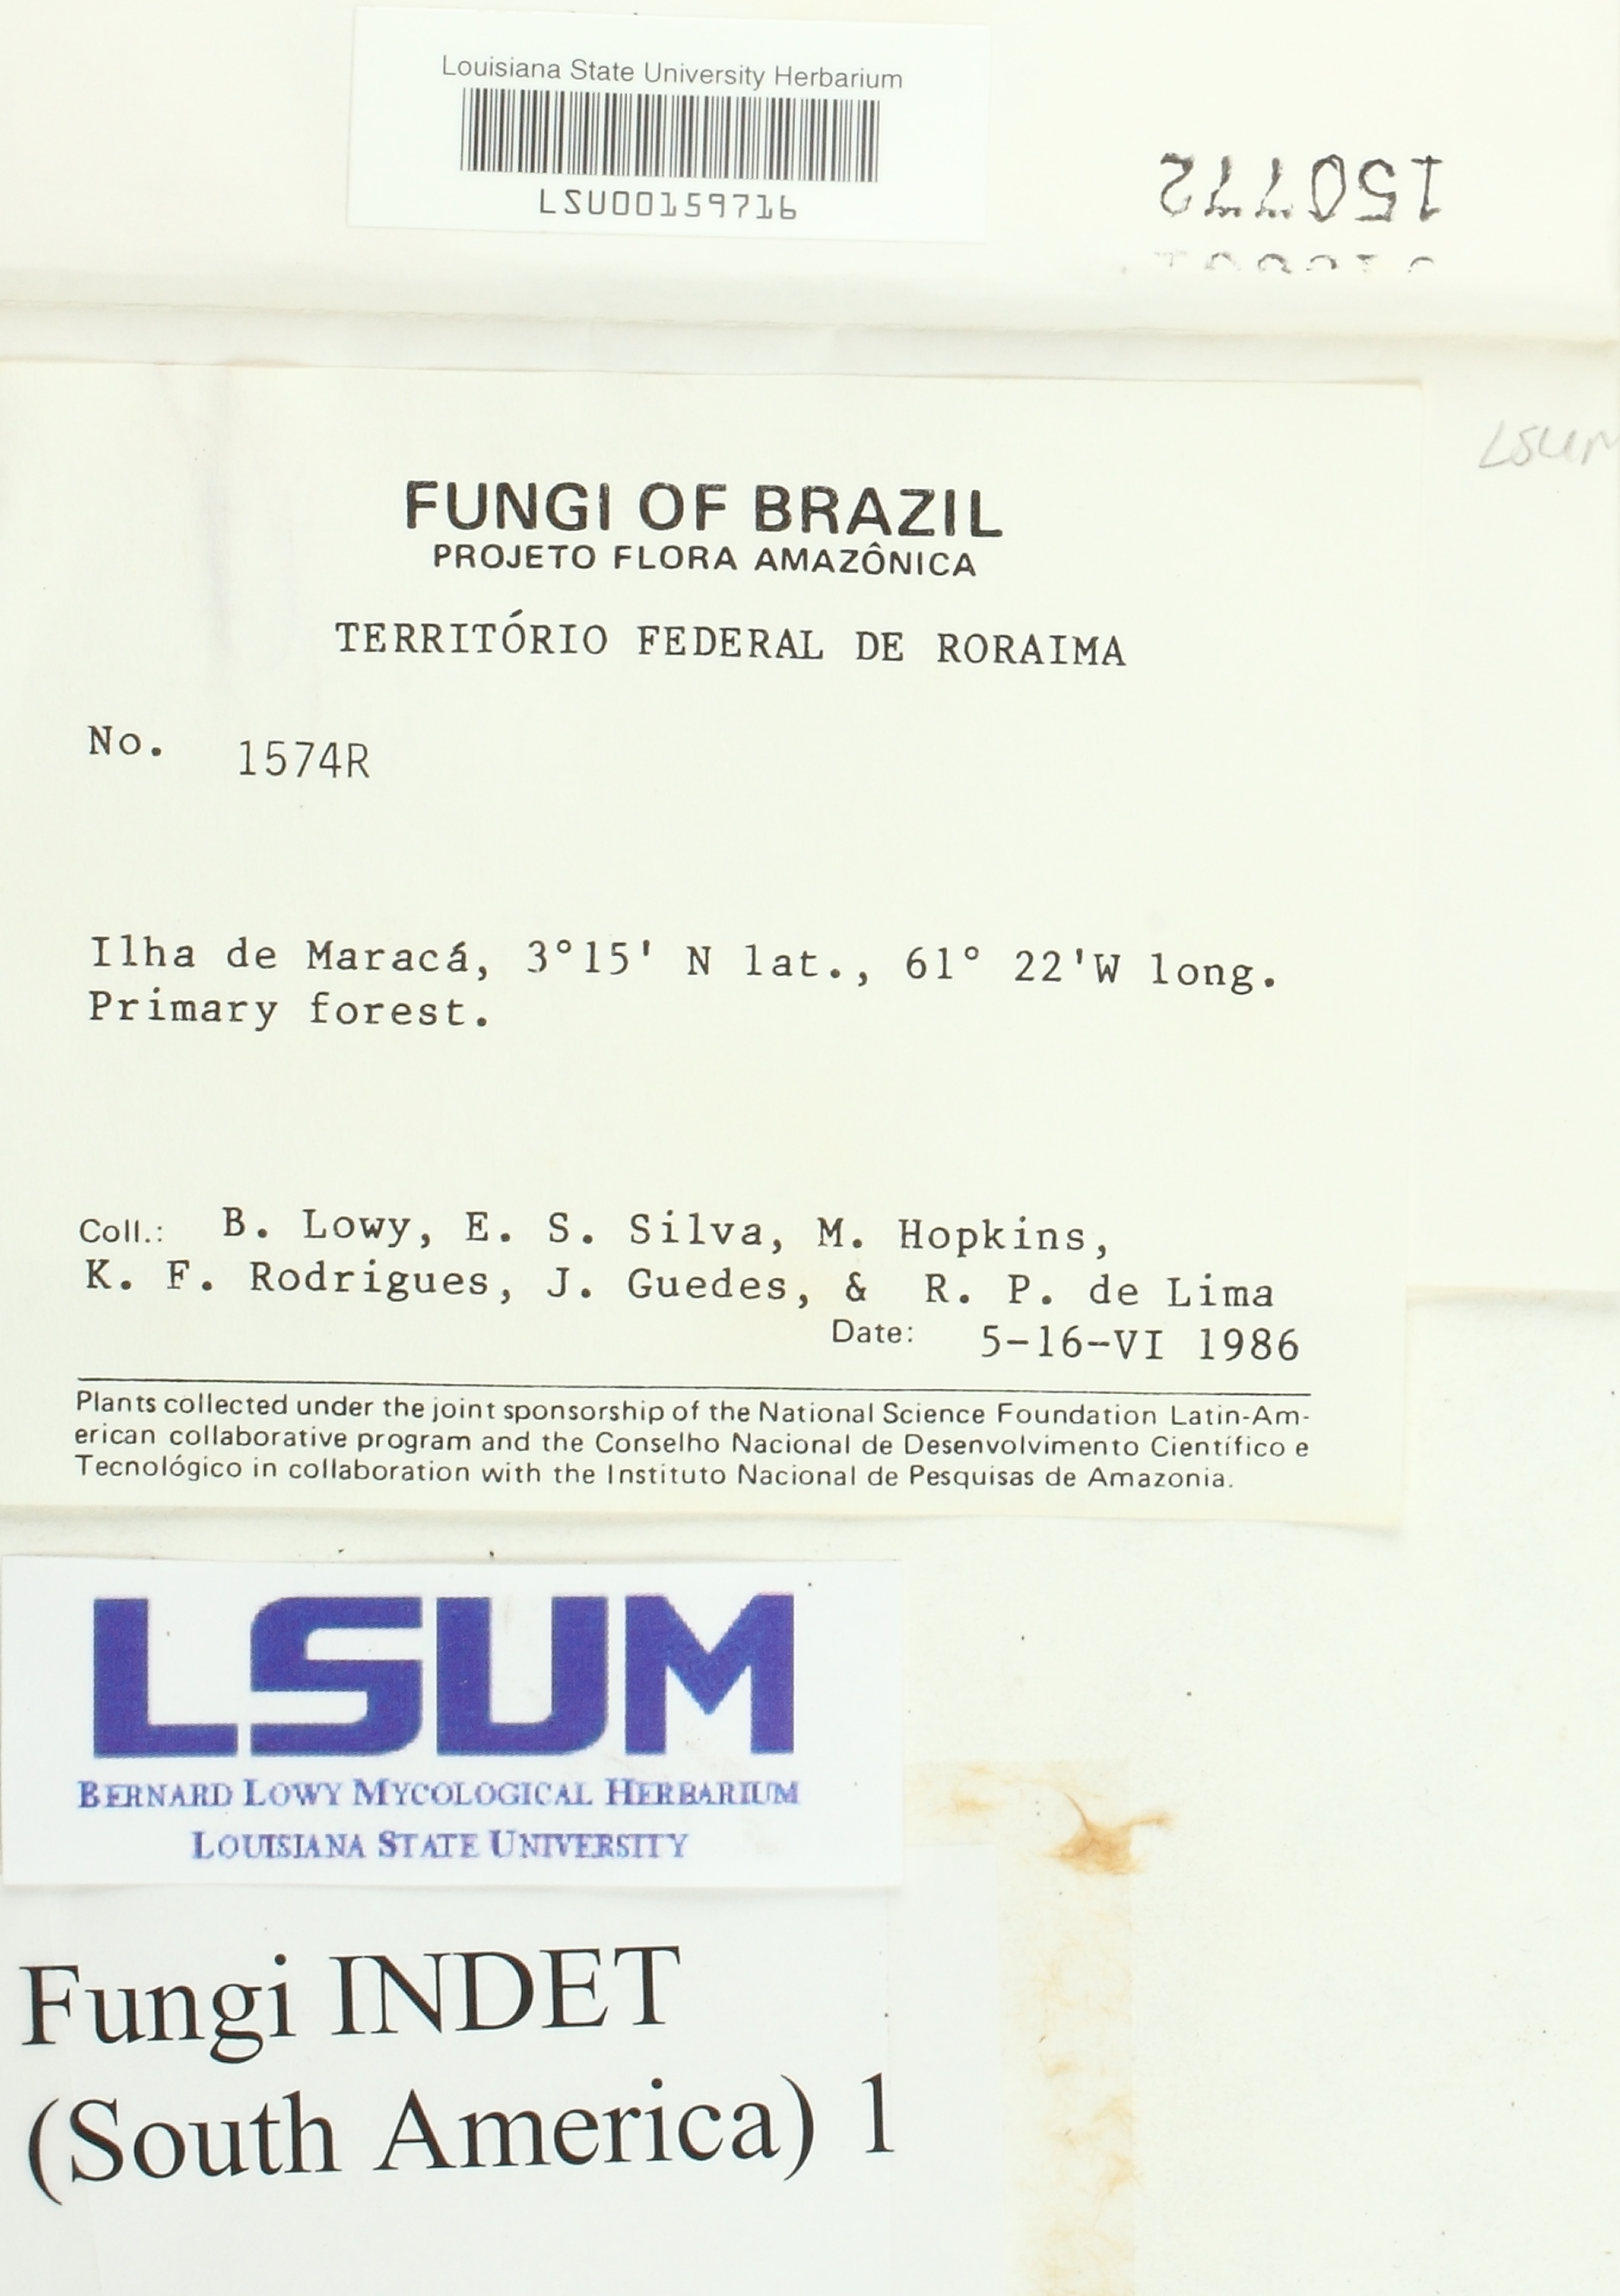 Louisiana State University Herbarium
LSU00159716
150772
LSUM
FUNGI OF BRAZIL
PROJETO FLORA AMAZÔNICA
TERRITÓRIO FEDERAL DE RORAIMA
No. 1574R
Ilha de Maracá, 3°15' N lat., 61° 22'W long.
Primary forest.
Coll.: B. Lowy, E. S. Silva, M. Hopkins,
K. F. Rodrigues, J. Guedes, & R. P. de Lima
Date: 5-16-VI 1986
Plants collected under the joint sponsorship of the National Science Foundation Latin-Am-
erican collaborative program and the Conselho Nacional de Desenvolvimento Científico e
Tecnológico in collaboration with the Instituto Nacional de Pesquisas de Amazonia.
LSUM
BERNARD LOWY MYCOLOGICAL HERBARIUM
LOUISIANA STATE UNIVERSITY
Fungi INDET
(South America) 1